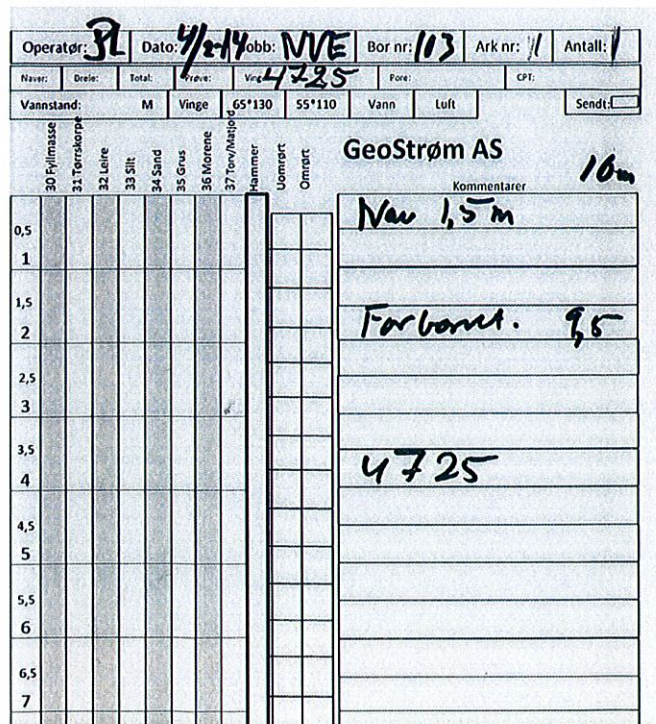 Operatør: JL Dato: 4/2-14 Jobb: NVE Bor nr: 113 Ark nr: 1 Antall: 1
Naver: Dreie: Total: Prøve: Vinge 4725 Pore: CPT:
Vannstand: M Vinge 65*130 55*110 Vann Luft Sendt:
30 Fyllmasse 31 Tørrskorpe 32 Leire 33 Silt 34 Sand 35 Grus 36 Morene 37 Torv/Matjord Hammer Uomrørt Omrørt
GeoStrøm AS
10m
Kommentarer
Nav 1,5 m
0,5
1
1,5
Forboret. 9,5
2
2,5
3
3,5
4725
4
4,5
5
5,5
6
6,5
7